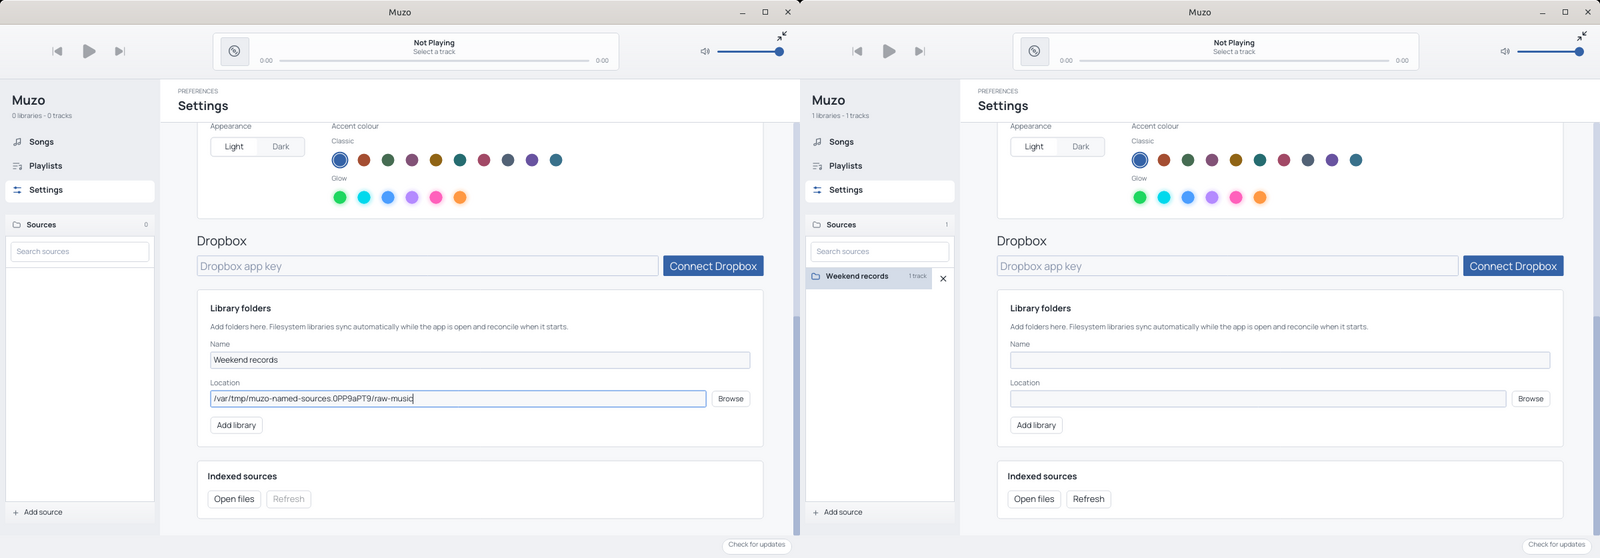 Muzo
Not Playing
Select a track
0:00
0:00
Muzo
0 libraries - 0 tracks
Songs
Playlists
Settings
Sources
0
Search sources
Add source
PREFERENCES
Settings
Appearance
Accent colour
Light
Dark
Classic
Glow
Dropbox
Dropbox app key
Connect Dropbox
Library folders
Add folders here. Filesystem libraries sync automatically while the app is open and reconcile when it starts.
Name
Weekend records
Location
/var/tmp/muzo-named-sources.0PP9aPT9/raw-music
Browse
Add library
Indexed sources
Open files
Refresh
Check for updates
Muzo
Not Playing
Select a track
0:00
0:00
Muzo
1 libraries - 1 tracks
Songs
Playlists
Settings
Sources
1
Search sources
Weekend records
1 track
Add source
PREFERENCES
Settings
Appearance
Accent colour
Light
Dark
Classic
Glow
Dropbox
Dropbox app key
Connect Dropbox
Library folders
Add folders here. Filesystem libraries sync automatically while the app is open and reconcile when it starts.
Name
Location
Browse
Add library
Indexed sources
Open files
Refresh
Check for updates